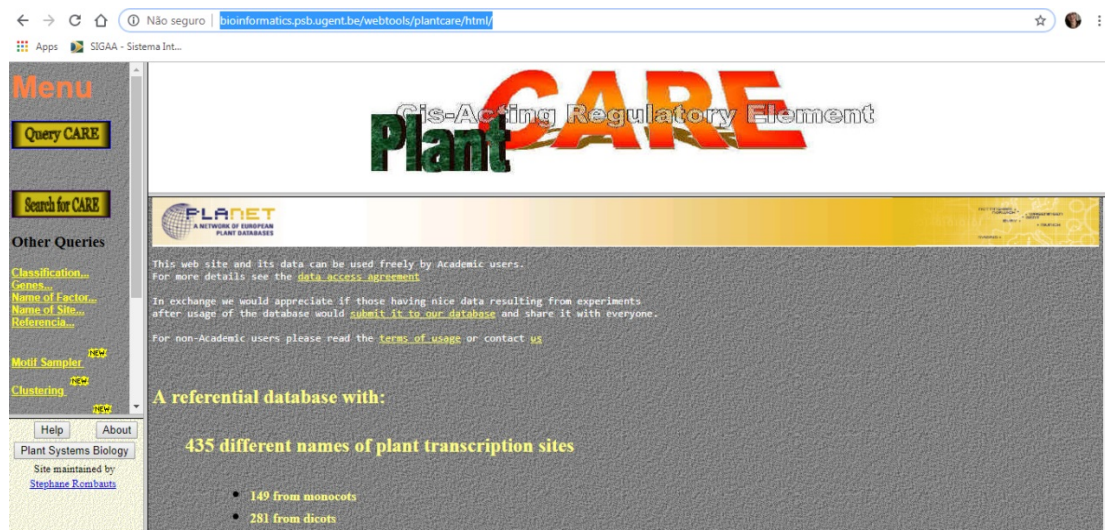 Não seguro | bioinformatics.psb.ugent.be/webtools/plantcare/html/
Apps SIGAA - Sistema Int...
Menu
Query CARE
Search for CARE
Other Queries
Classification,...
Genes...
Name of Factor...
Name of Site...
Referencia...
Motif Sampler NEW!
Clustering NEW!
NEW!
Help About
Plant Systems Biology
Site maintained by
Stephane Rombauts
Plant CARE
Cis-Acting Regulatory Element
PLANET
A NETWORK OF EUROPEAN
PLANT DATABASES
This web site and its data can be used freely by Academic users.
For more details see the data access agreement
In exchange we would appreciate if those having nice data resulting from experiments
after usage of the database would submit it to our database and share it with everyone.
For non-Academic users please read the terms of usage or contact us
A referential database with:
435 different names of plant transcription sites
149 from monocots
281 from dicots